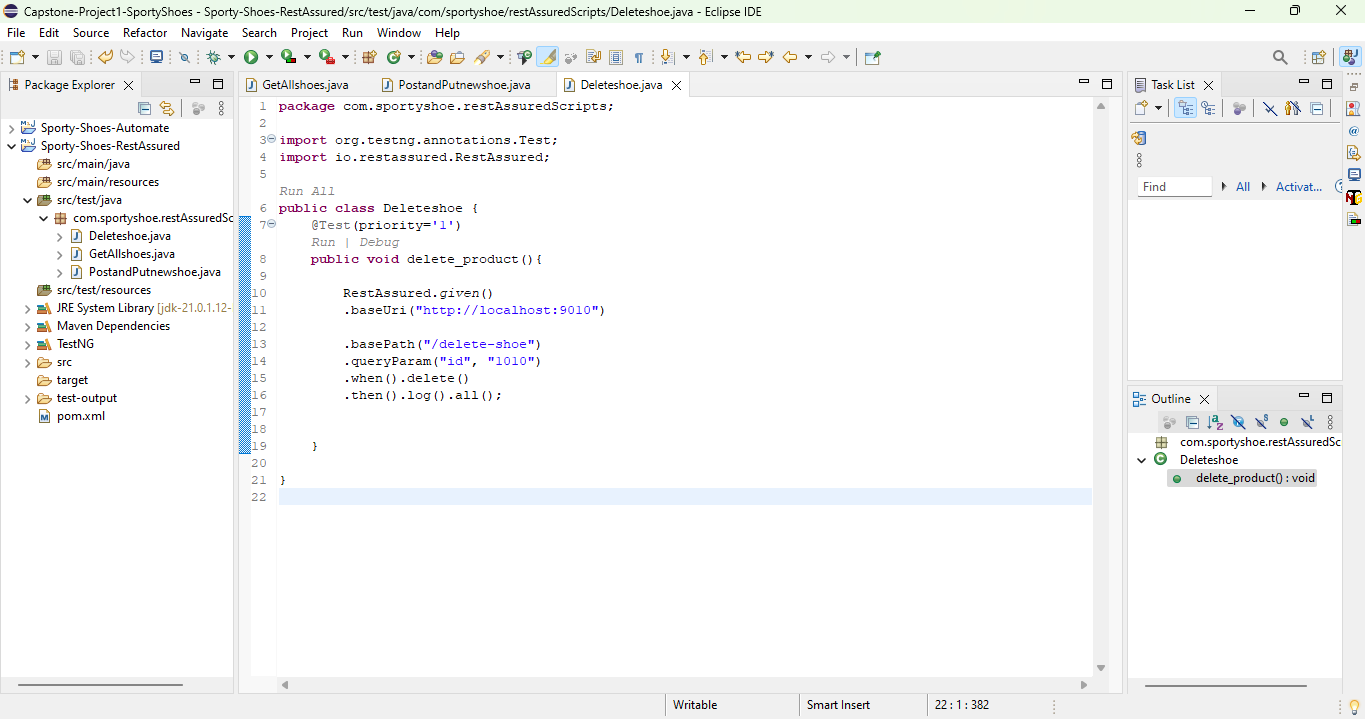 Capstone-Project1-SportyShoes - Sporty-Shoes-RestAssured/src/test/java/com/sportyshoe/restAssuredScripts/Deleteshoe.java - Eclipse IDE
File Edit Source Refactor Navigate Search Project Run Window Help
Package Explorer
Sporty-Shoes-Automate
Sporty-Shoes-RestAssured
src/main/java
src/main/resources
src/test/java
com.sportyshoe.restAssuredSc
Deleteshoe.java
GetAllshoes.java
PostandPutnewshoe.java
src/test/resources
JRE System Library [jdk-21.0.1.12-
Maven Dependencies
TestNG
src
target
test-output
pom.xml
GetAllshoes.java PostandPutnewshoe.java Deleteshoe.java
1 package com.sportyshoe.restAssuredScripts;
2
3 import org.testng.annotations.Test;
4 import io.restassured.RestAssured;
5
Run All
6 public class Deleteshoe {
7 @Test(priority='1')
Run | Debug
8 public void delete_product(){
9
10 RestAssured.given()
11 .baseUri("http://localhost:9010")
12
13 .basePath("/delete-shoe")
14 .queryParam("id", "1010")
15 .when().delete()
16 .then().log().all();
17
18
19 }
20
21 }
22
Task List
Find All Activat...
Outline
com.sportyshoe.restAssuredSc
Deleteshoe
delete_product() : void
Writable Smart Insert 22 : 1 : 382